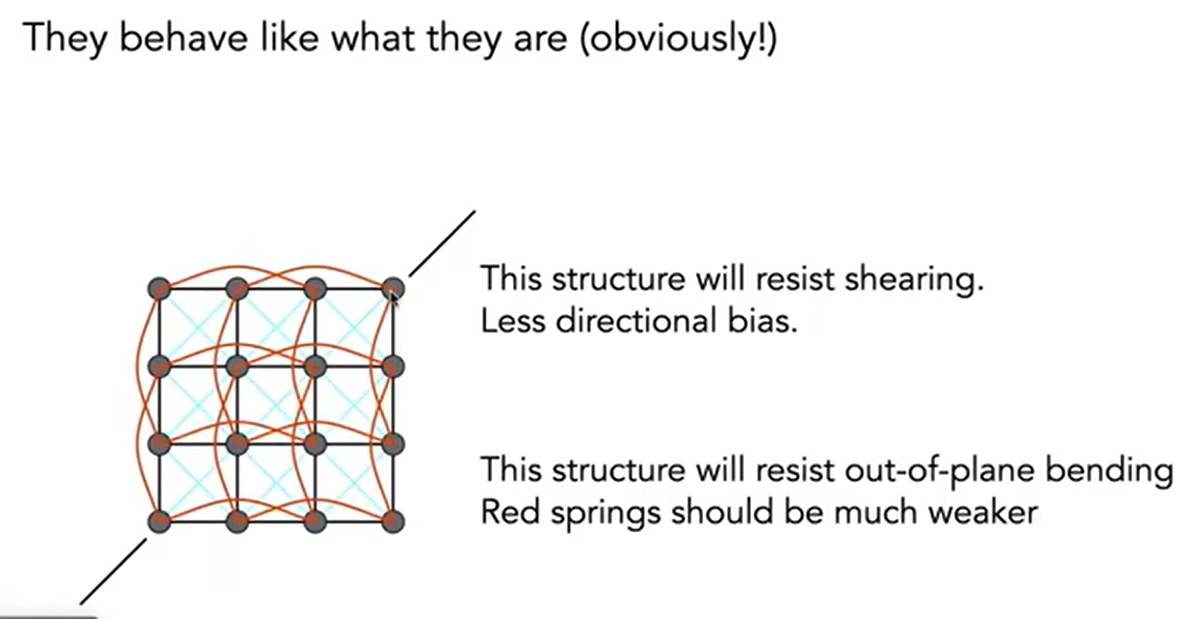 They behave like what they are (obviously!)
This structure will resist shearing.
Less directional bias.
This structure will resist out-of-plane bending
Red springs should be much weaker